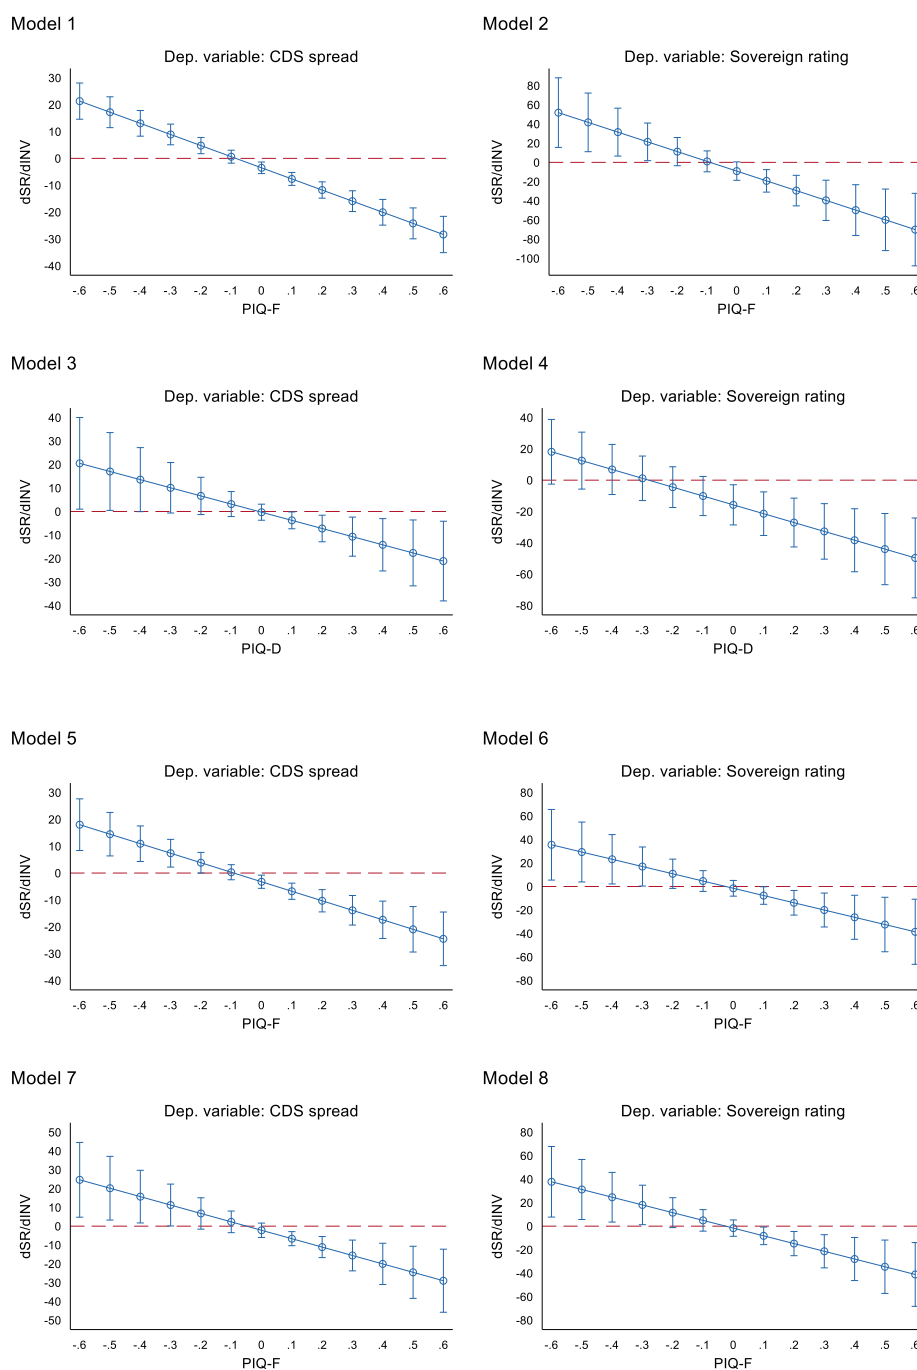 Model 1
Dep. variable: CDS spread
dSR/dINV
30
20
10
0
-10
-20
-30
-40
-.6 -.5 -.4 -.3 -.2 -.1 0 .1 .2 .3 .4 .5 .6
PIQ-F
Model 2
Dep. variable: Sovereign rating
dSR/dINV
80
60
40
20
0
-20
-40
-60
-80
-100
-.6 -.5 -.4 -.3 -.2 -.1 0 .1 .2 .3 .4 .5 .6
PIQ-F
Model 3
Dep. variable: CDS spread
dSR/dINV
40
30
20
10
0
-10
-20
-30
-40
-.6 -.5 -.4 -.3 -.2 -.1 0 .1 .2 .3 .4 .5 .6
PIQ-D
Model 4
Dep. variable: Sovereign rating
dSR/dINV
40
20
0
-20
-40
-60
-80
-.6 -.5 -.4 -.3 -.2 -.1 0 .1 .2 .3 .4 .5 .6
PIQ-D
Model 5
Dep. variable: CDS spread
dSR/dINV
30
20
10
0
-10
-20
-30
-40
-.6 -.5 -.4 -.3 -.2 -.1 0 .1 .2 .3 .4 .5 .6
PIQ-F
Model 6
Dep. variable: Sovereign rating
dSR/dINV
80
60
40
20
0
-20
-40
-60
-80
-.6 -.5 -.4 -.3 -.2 -.1 0 .1 .2 .3 .4 .5 .6
PIQ-F
Model 7
Dep. variable: CDS spread
dSR/dINV
50
40
30
20
10
0
-10
-20
-30
-40
-50
-.6 -.5 -.4 -.3 -.2 -.1 0 .1 .2 .3 .4 .5 .6
PIQ-F
Model 8
Dep. variable: Sovereign rating
dSR/dINV
80
60
40
20
0
-20
-40
-60
-80
-.6 -.5 -.4 -.3 -.2 -.1 0 .1 .2 .3 .4 .5 .6
PIQ-F